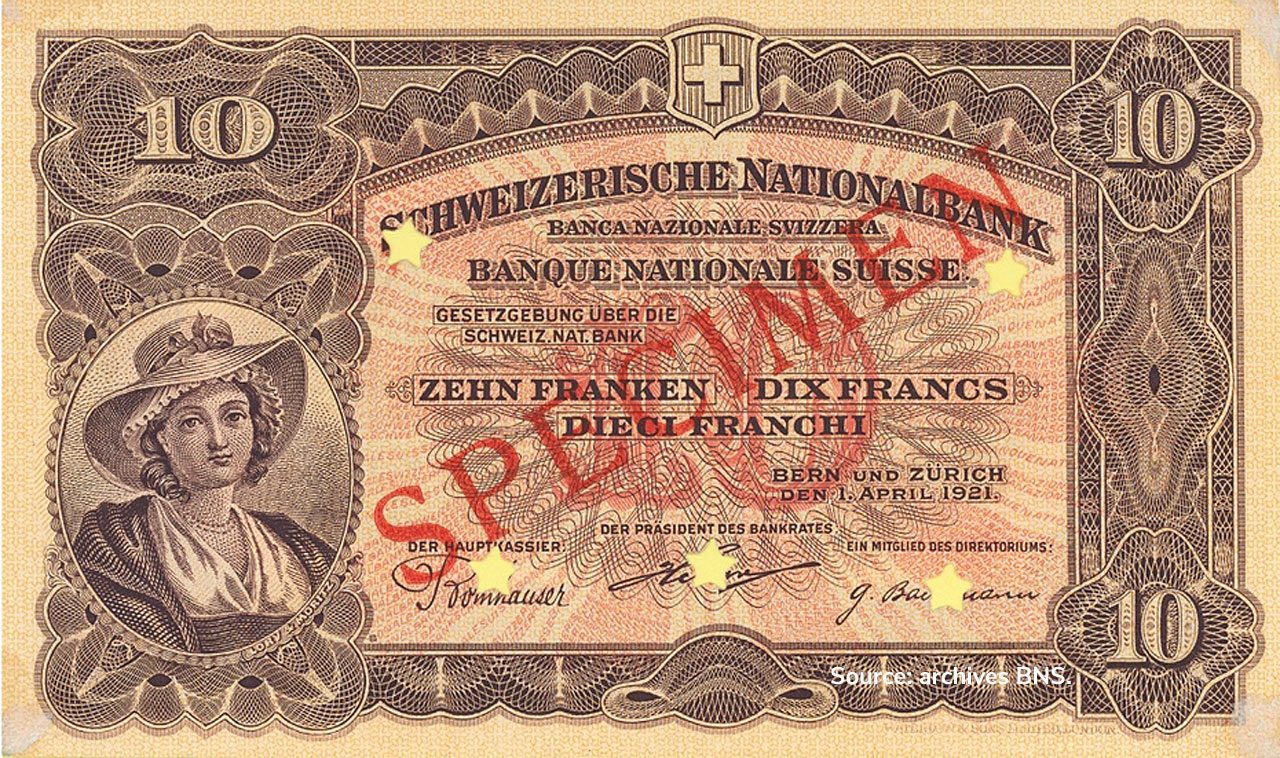 10
10
SCHWEIZERISCHE NATIONALBANK
BANCA NAZIONALE SVIZZERA
BANQUE NATIONALE SUISSE.
GESETZGEBUNG ÜBER DIE
SCHWEIZ. NAT. BANK
ZEHN FRANKEN DIX FRANCS
DIECI FRANCHI
SPECIMEN
BERN UND ZÜRICH
DEN 1. APRIL 1921.
DER PRÄSIDENT DES BANKRATES
DER HAUPTKASSIER:
EIN MITGLIED DES DIREKTORIUMS:
10
Source: archives BNS.